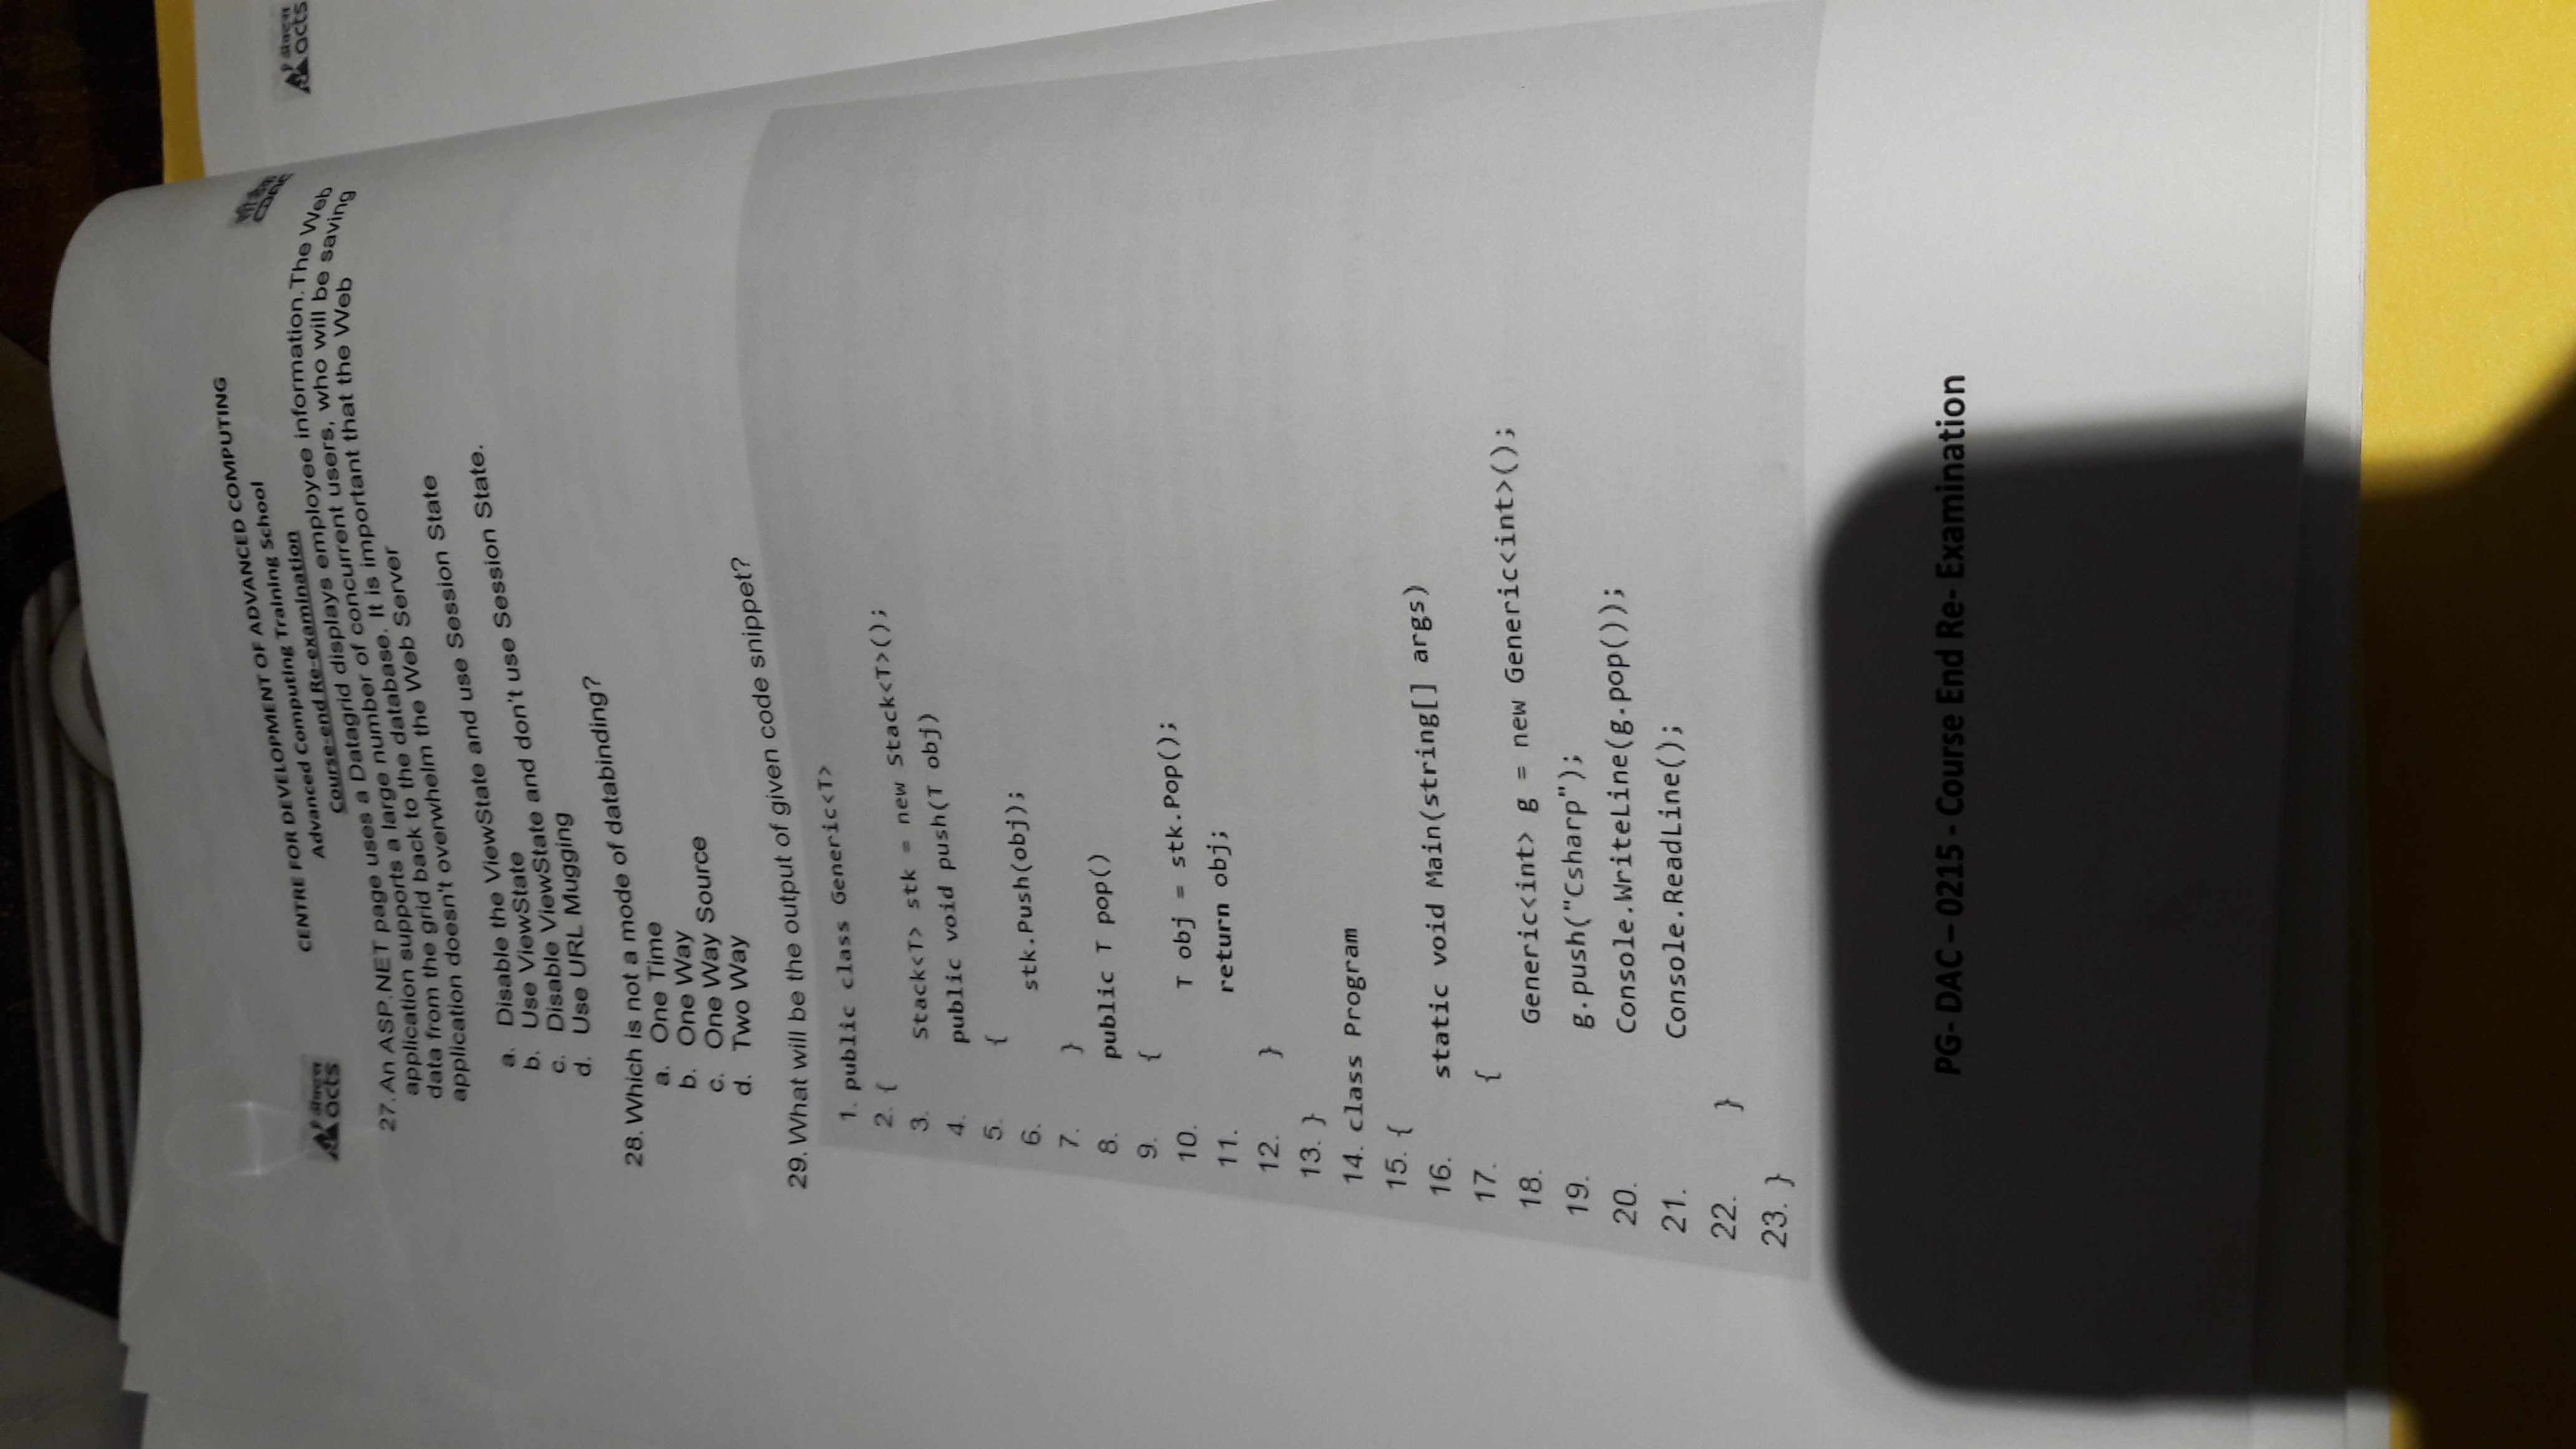 CENTRE FOR DEVELOPMENT OF ADVANCED COMPUTING
Advanced Computing Training School
Course-end Re-examination
ऐक्ट्स
acts
सी डैक
CDAC
ऐक्ट्स
acts
27. An ASP.NET page uses a Datagrid displays employee information.The Web
application supports a large number of concurrent users, who will be saving
data from the grid back to the database. It is important that the Web
application doesn't overwhelm the Web Server
a. Disable the ViewState and use Session State
b. Use ViewState
c. Disable ViewState and don't use Session State.
d. Use URL Mugging
28. Which is not a mode of databinding?
a. One Time
b. One Way
c. One Way Source
d. Two Way
29. What will be the output of given code snippet?
1. public class Generic<T>
2. {
3. Stack<T> stk = new Stack<T>();
4. public void push(T obj)
5. {
6. stk.Push(obj);
7. }
8. public T pop()
9. {
10. T obj = stk.Pop();
11. return obj;
12. }
13. }
14. class Program
15. {
16. static void Main(string[] args)
17. {
18. Generic<int> g = new Generic<int>();
19. g.push("Csharp");
20. Console.WriteLine(g.pop());
21. Console.ReadLine();
22. }
23. }
PG- DAC – 0215 - Course End Re- Examination